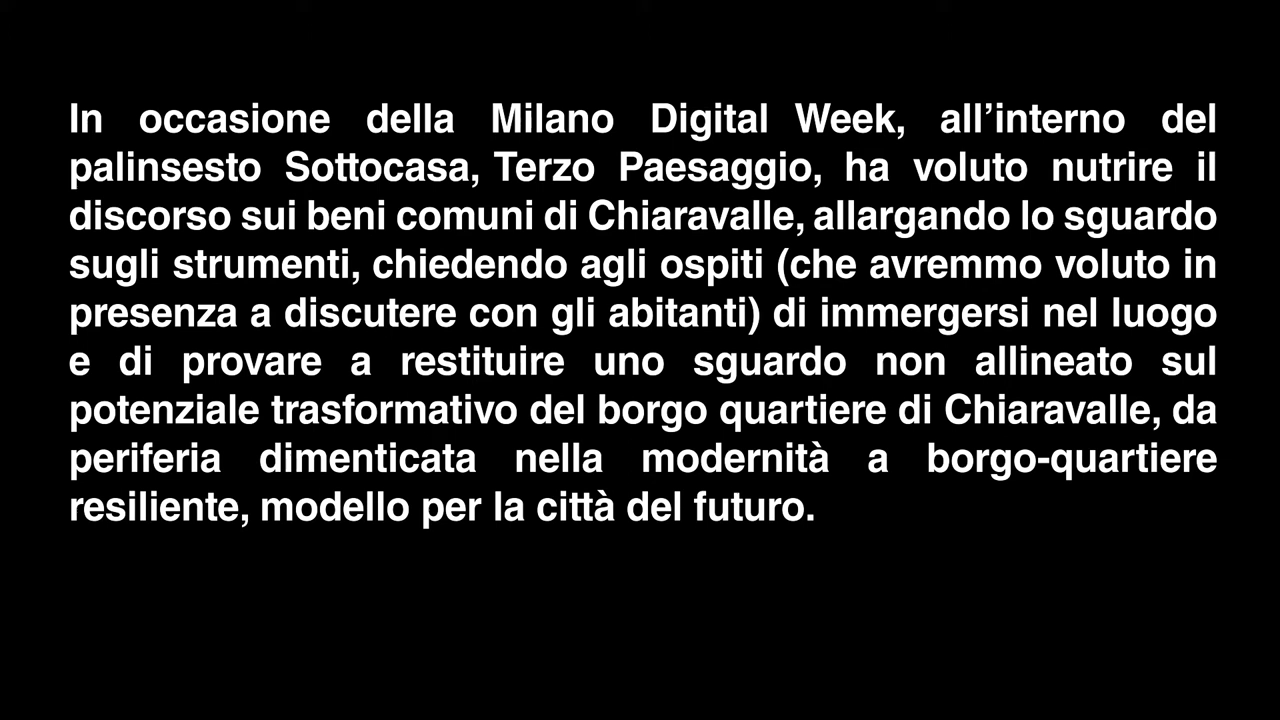 In occasione della Milano Digital Week, all’interno del
palinsesto Sottocasa, Terzo Paesaggio, ha voluto nutrire il
discorso sui beni comuni di Chiaravalle, allargando lo sguardo
sugli strumenti, chiedendo agli ospiti (che avremmo voluto in
presenza a discutere con gli abitanti) di immergersi nel luogo
e di provare a restituire uno sguardo non allineato sul
potenziale trasformativo del borgo quartiere di Chiaravalle, da
periferia dimenticata nella modernità a borgo-quartiere
resiliente, modello per la città del futuro.